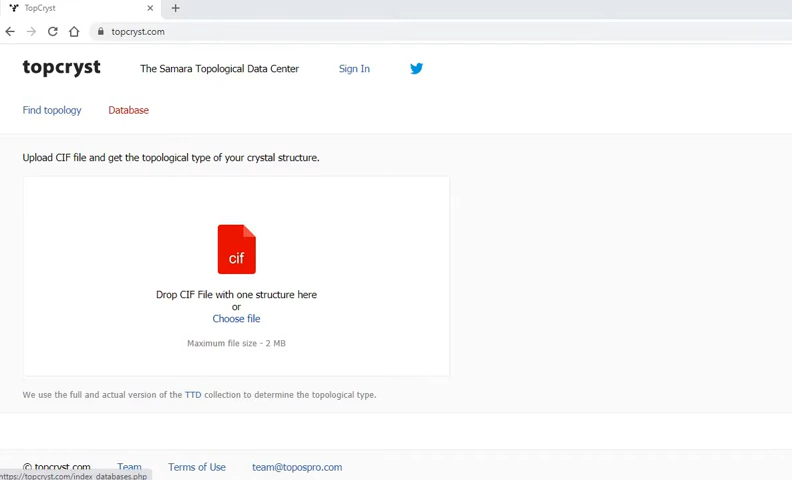 TopCryst
topcryst.com
topcryst The Samara Topological Data Center Sign In
Find topology Database
Upload CIF file and get the topological type of your crystal structure.
cif
Drop CIF File with one structure here
or
Choose file
Maximum file size - 2 MB
We use the full and actual version of the TTD collection to determine the topological type.
© topcryst.com Team Terms of Use team@topospro.com
https://topcryst.com/index_databases.php